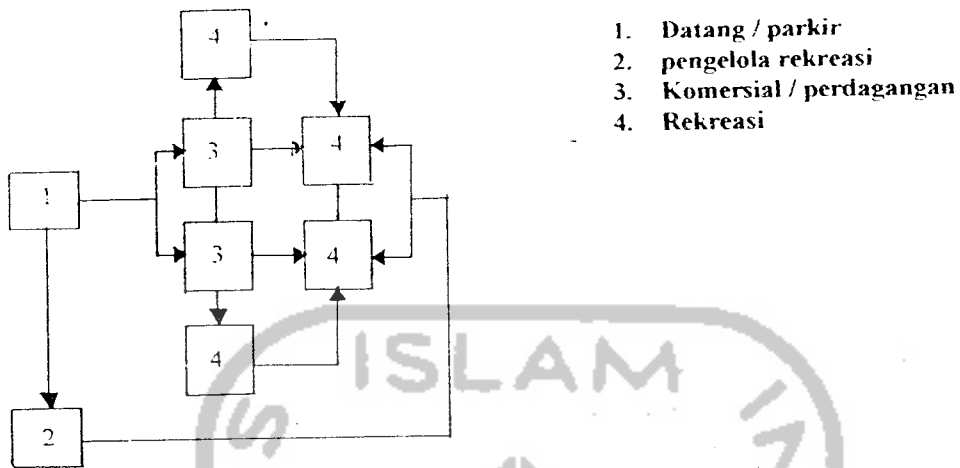 4
1. Datang / parkir
2. pengelola rekreasi
3. Komersial / perdagangan
4. Rekreasi
3
4
1
3
4
4
2
ISLAM
S